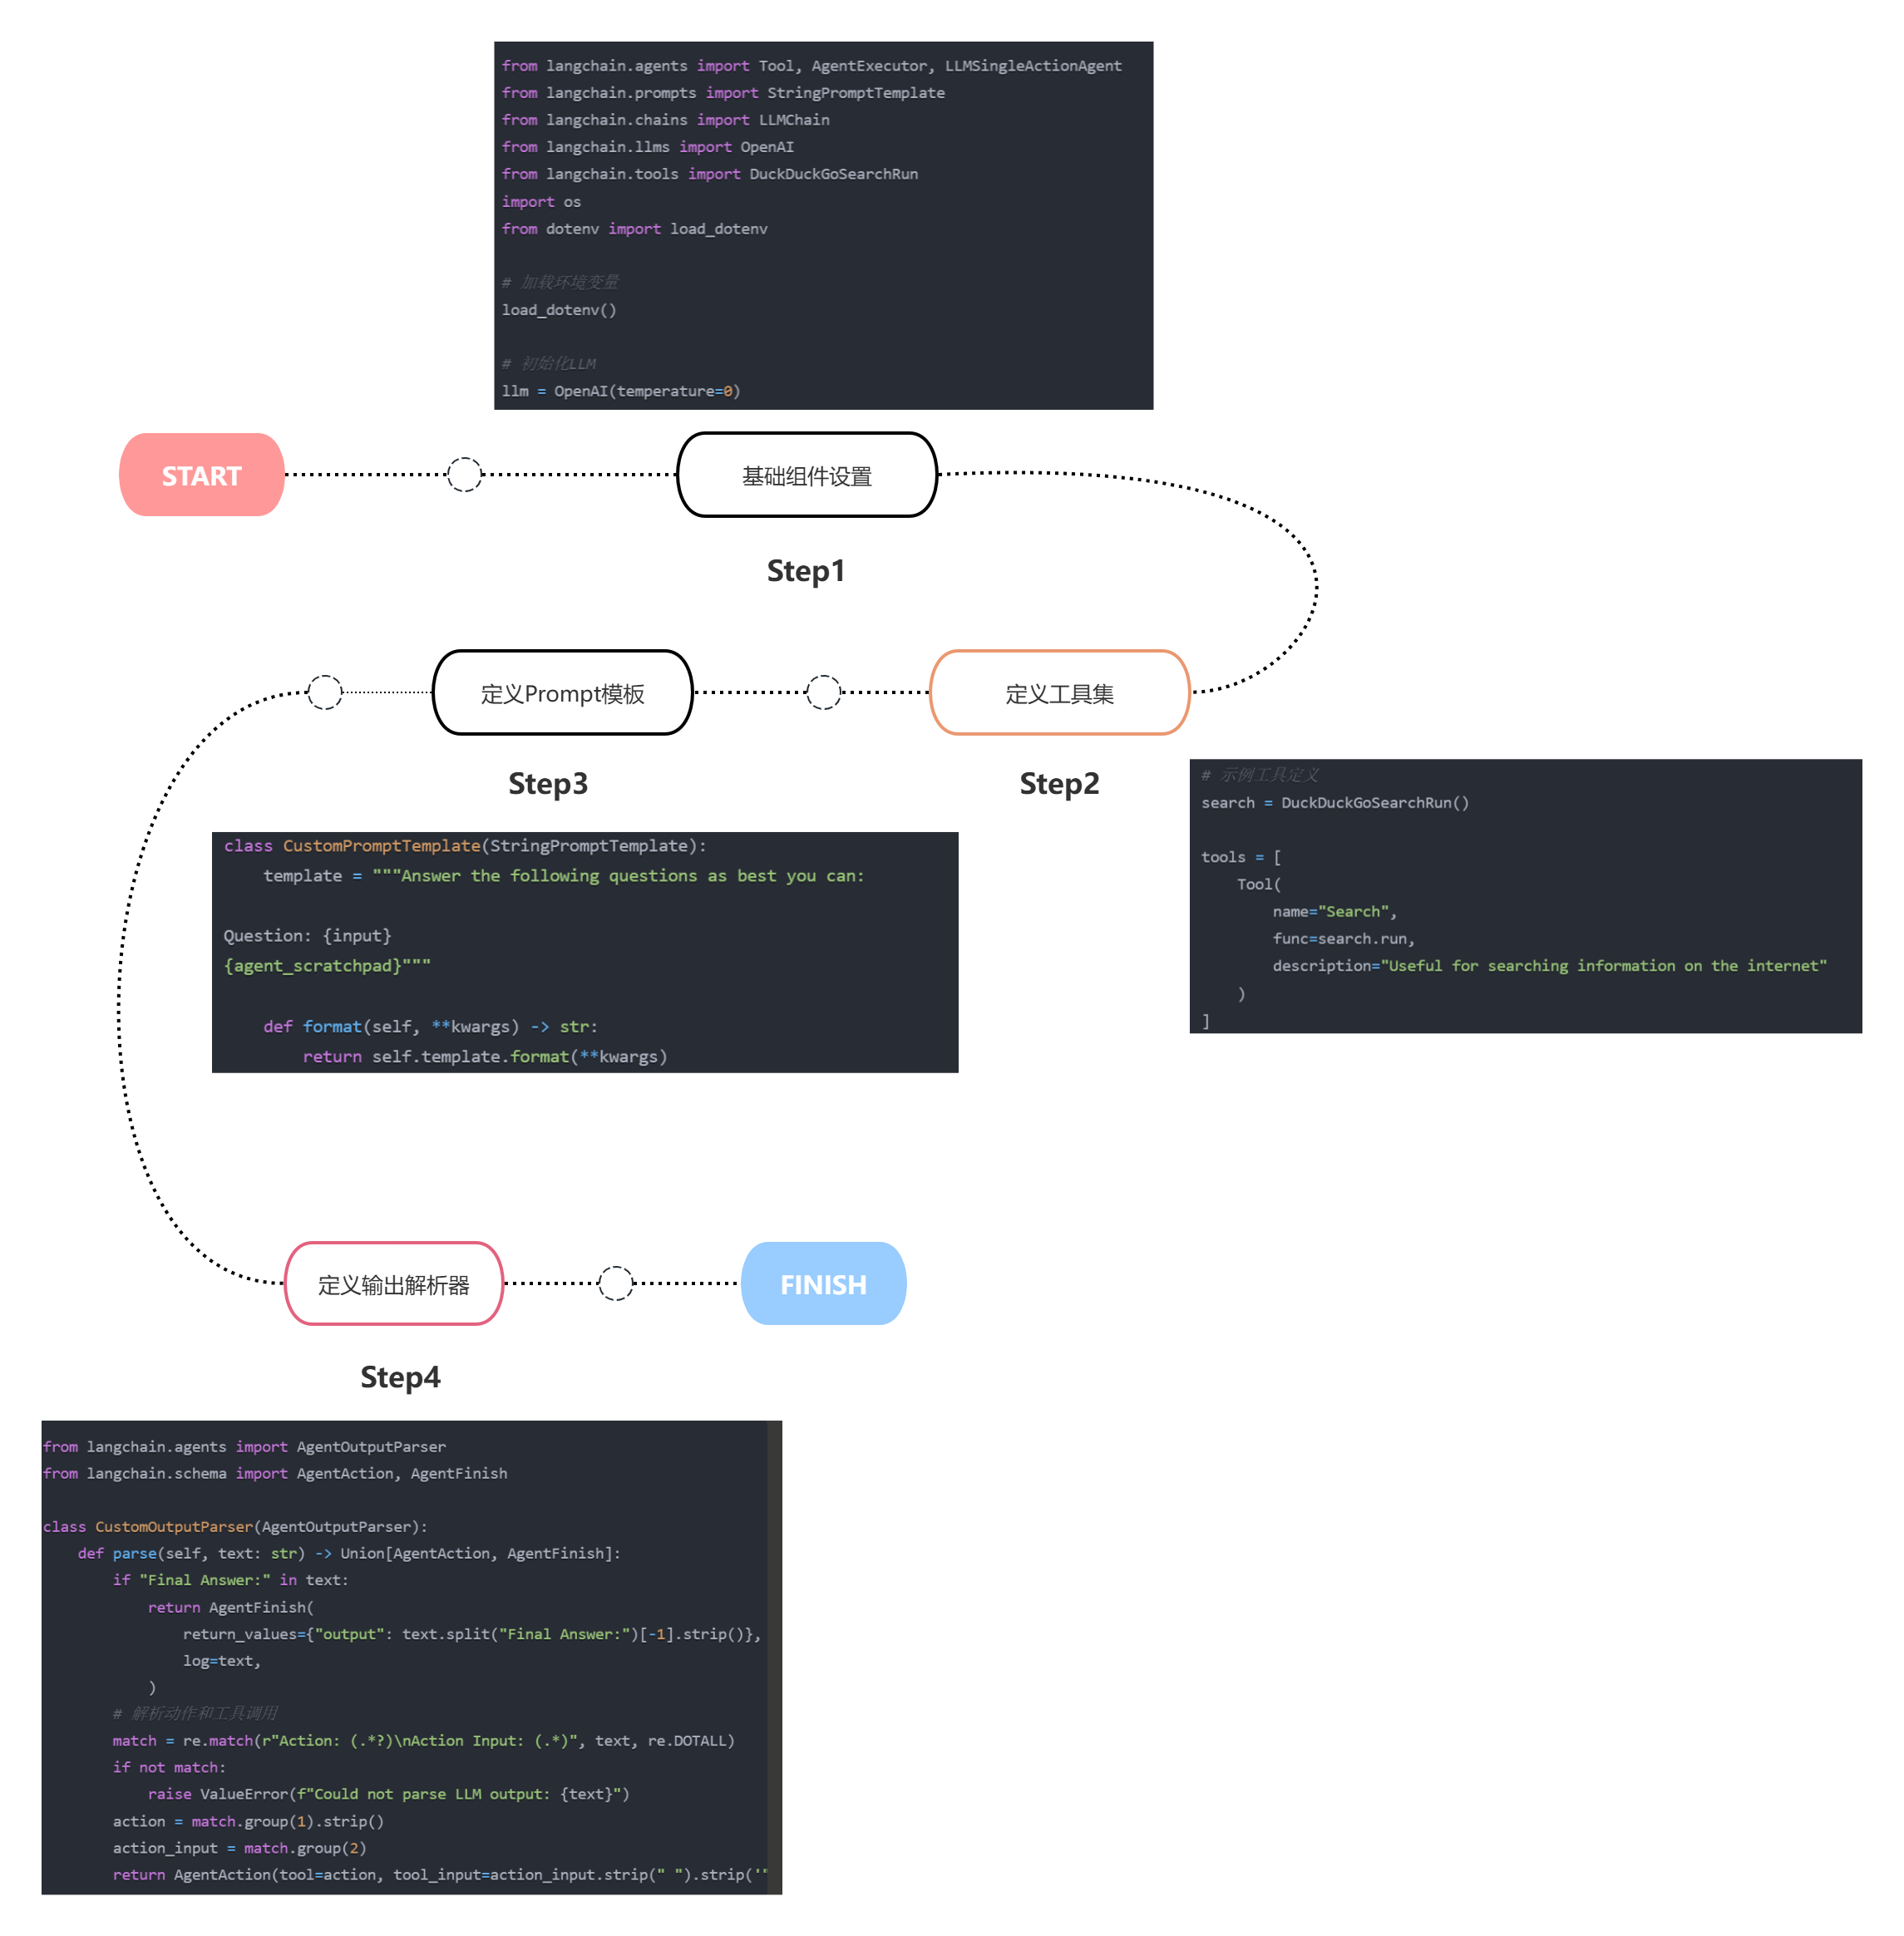 from langchain.agents import Tool, AgentExecutor, LLMSingleActionAgent
from langchain.prompts import StringPromptTemplate
from langchain.chains import LLMChain
from langchain.llms import OpenAI
from langchain.tools import DuckDuckGoSearchRun
import os
from dotenv import load_dotenv
# 加载环境变量
load_dotenv()
# 初始化LLM
llm = OpenAI(temperature=0)
START
基础组件设置
Step1
定义工具集
Step2
# 示例工具定义
search = DuckDuckGoSearchRun()
tools = [
    Tool(
        name="Search",
        func=search.run,
        description="Useful for searching information on the internet"
    )
]
定义Prompt模板
Step3
class CustomPromptTemplate(StringPromptTemplate):
    template = """Answer the following questions as best you can:
Question: {input}
{agent_scratchpad}"""
    def format(self, **kwargs) -> str:
        return self.template.format(**kwargs)
定义输出解析器
FINISH
Step4
from langchain.agents import AgentOutputParser
from langchain.schema import AgentAction, AgentFinish
class CustomOutputParser(AgentOutputParser):
    def parse(self, text: str) -> Union[AgentAction, AgentFinish]:
        if "Final Answer:" in text:
            return AgentFinish(
                return_values={"output": text.split("Final Answer:")[-1].strip()},
                log=text,
            )
        # 解析动作和工具调用
        match = re.match(r"Action: (.*?)\nAction Input: (.*)", text, re.DOTALL)
        if not match:
            raise ValueError(f"Could not parse LLM output: {text}")
        action = match.group(1).strip()
        action_input = match.group(2)
        return AgentAction(tool=action, tool_input=action_input.strip(" ").strip('"